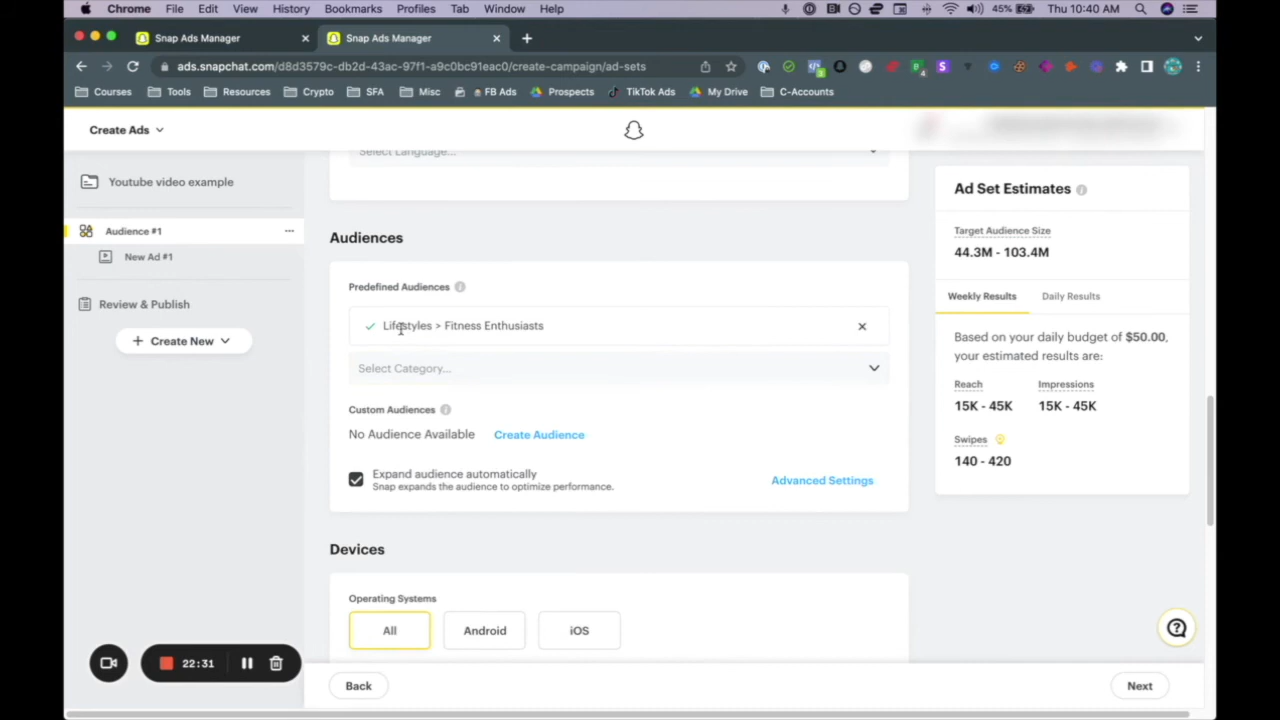 Chrome File Edit View History Bookmarks Profiles Tab Window Help 45% Thu 10:40 AM
Snap Ads Manager Snap Ads Manager
ads.snapchat.com/d8d3579c-db2d-43ac-97f1-a9c0bc91eac0/create-campaign/ad-sets
Courses Tools Resources Crypto SFA Misc FB Ads Prospects TikTok Ads My Drive C-Accounts
Create Ads
Select Language...
Youtube video example
Audience #1
New Ad #1
Review & Publish
+ Create New
Audiences
Predefined Audiences
Lifestyles > Fitness Enthusiasts
Select Category...
Custom Audiences
No Audience Available Create Audience
Expand audience automatically
Snap expands the audience to optimize performance.
Advanced Settings
Devices
Operating Systems
All Android iOS
Ad Set Estimates
Target Audience Size
44.3M - 103.4M
Weekly Results Daily Results
Based on your daily budget of $50.00,
your estimated results are:
Reach Impressions
15K - 45K 15K - 45K
Swipes
140 - 420
22:31
Back Next